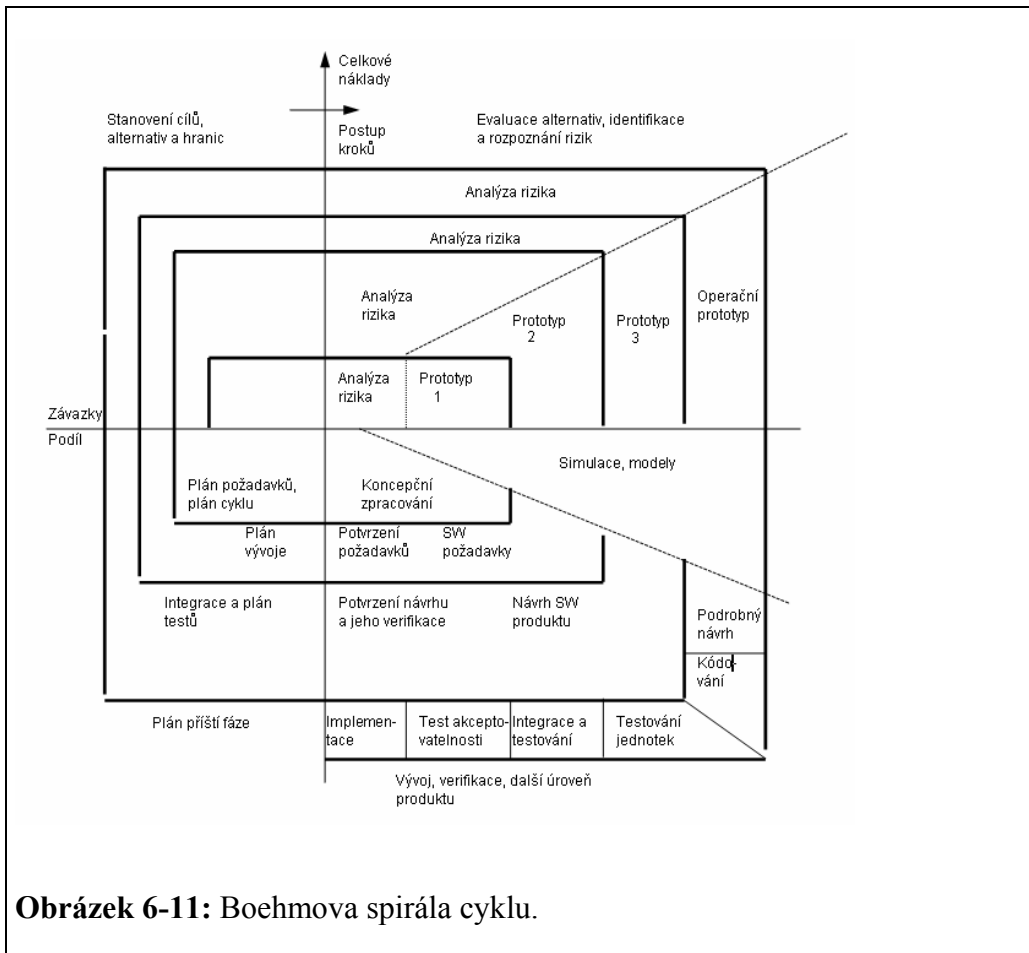 Celkové
náklady
Stanovení cílů,
alternativ a hranic
Postup
kroků
Evaluace alternativ, identifikace
a rozpoznání rizik
Analýza rizika
Analýza rizika
Analýza
rizika
Prototyp
2
Prototyp
3
Operační
prototyp
Analýza
rizika
Prototyp
1
Závazky
Podíl
Simulace, modely
Plán požadavků,
plán cyklu
Koncepční
zpracování
Plán
vývoje
Potvrzení
požadavků
SW
požadavky
Integrace a plán
testů
Potvrzení návrhu
a jeho verifikace
Návrh SW
produktu
Podrobný
návrh
Kódo-
vání
Plán příští fáze
Implemen-
tace
Test akcepto-
vatelnosti
Integrace a
testování
Testování
jednotek
Vývoj, verifikace, další úroveň
produktu
Obrázek 6-11: Boehmova spirála cyklu.